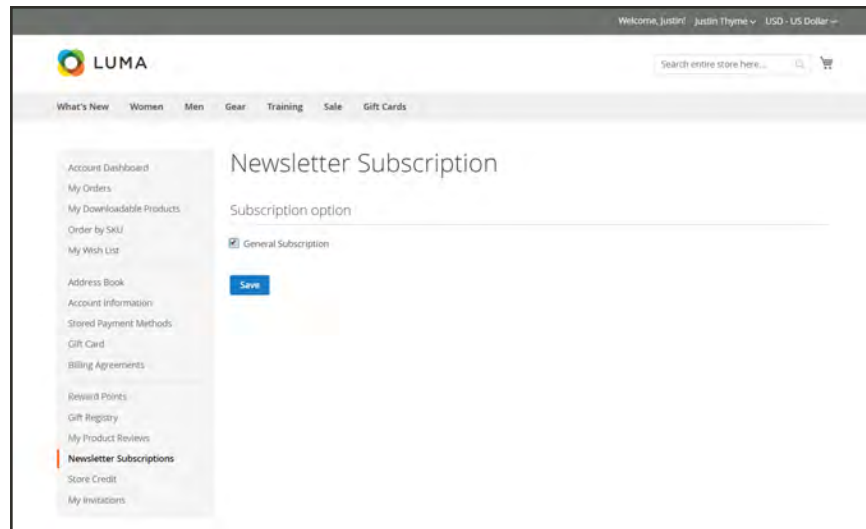 Welcome, Justin! Justin Thyme USD - US Dollar
LUMA
Search entire store here...
What's New Women Men Gear Training Sale Gift Cards
Newsletter Subscription
Account Dashboard
My Orders
My Downloadable Products
Order by SKU
My Wish List
Address Book
Account Information
Stored Payment Methods
Gift Card
Billing Agreements
Reward Points
Gift Registry
My Product Reviews
Newsletter Subscriptions
Store Credit
My Invitations
Subscription option
General Subscription
Save